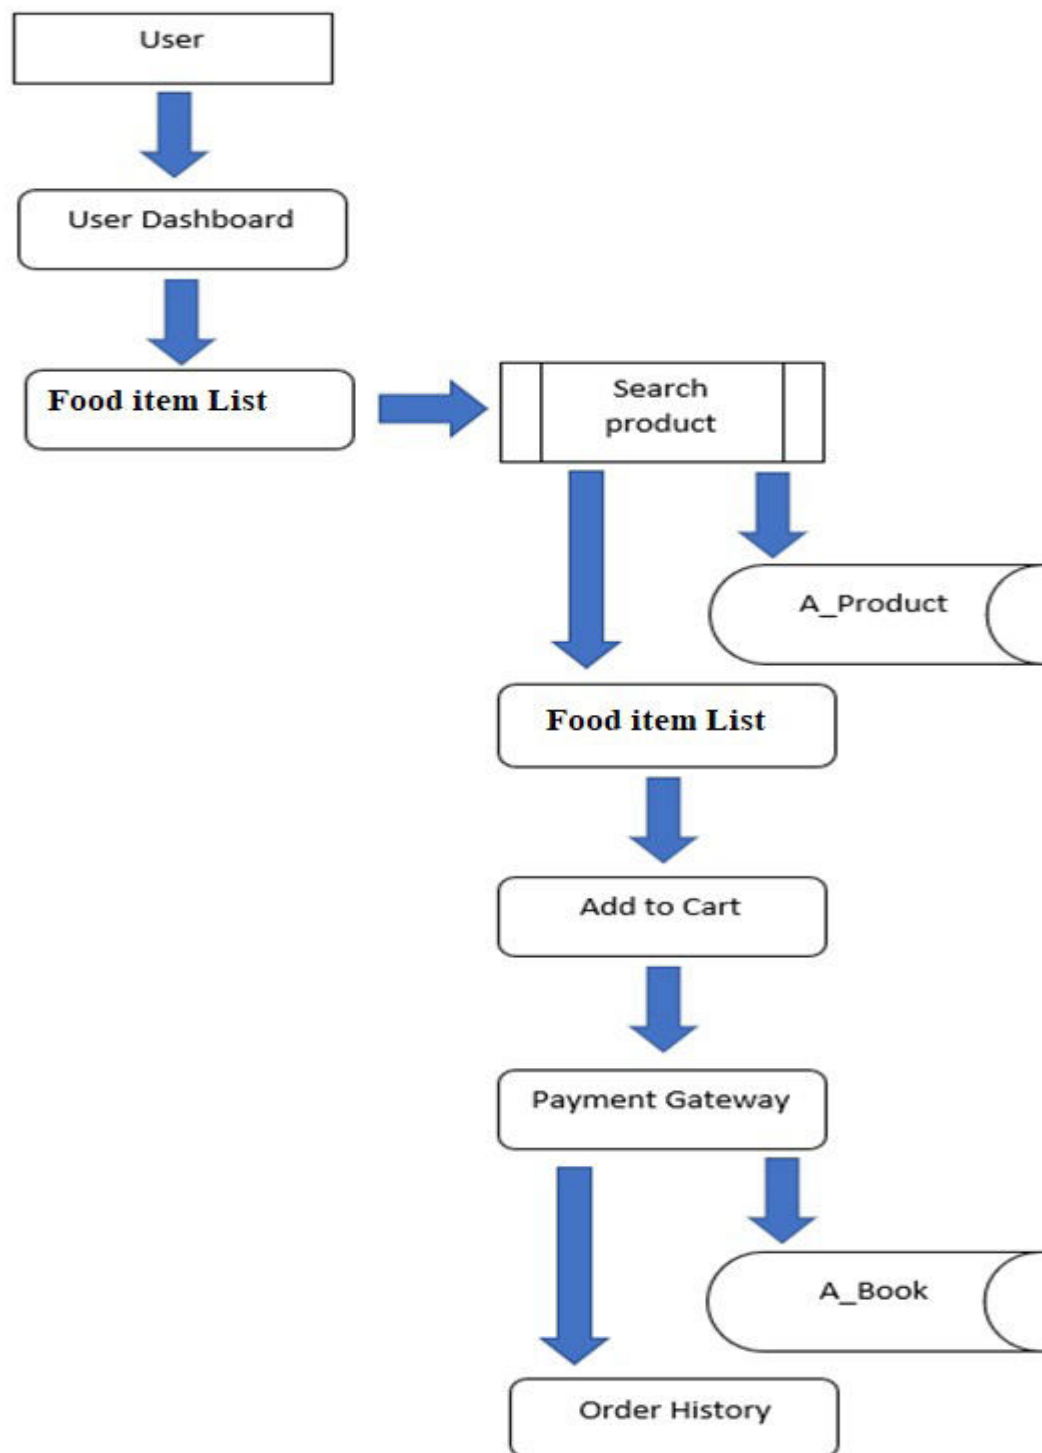 User
User Dashboard
Food item List
Search
product
A_Product
Food item List
Add to Cart
Payment Gateway
A_Book
Order History